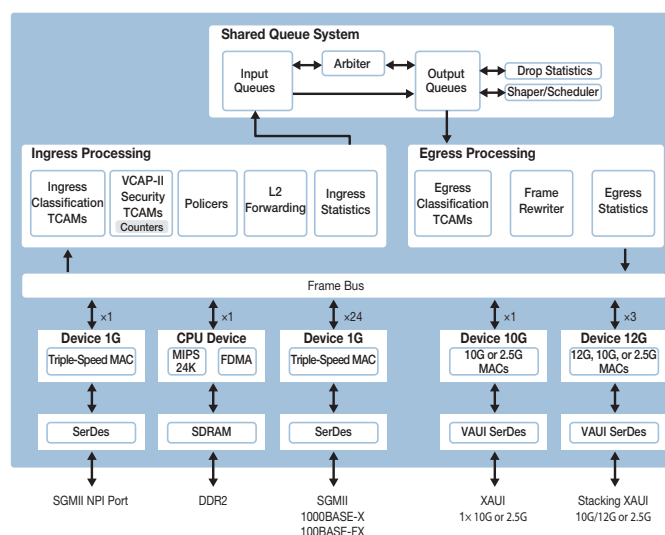 Shared Queue System
Input
Queues
Arbiter
Output
Queues
Drop Statistics
Shaper/Scheduler
Ingress Processing
Ingress
Classification
TCAMs
VCAP-II
Security
TCAMs
Counters
Policers
L2
Forwarding
Ingress
Statistics
Egress Processing
Egress
Classification
TCAMs
Frame
Rewriter
Egress
Statistics
Frame Bus
×1
×1
×24
×1
×3
Device 1G
Triple-Speed MAC
SerDes
SGMII NPI Port
CPU Device
MIPS
24K
FDMA
SDRAM
DDR2
Device 1G
Triple-Speed MAC
SerDes
SGMII
1000BASE-X
100BASE-FX
Device 10G
10G or 2.5G
MACs
VAUI SerDes
XAUI
1× 10G or 2.5G
Device 12G
12G, 10G, or 2.5G
MACs
VAUI SerDes
Stacking XAUI
10G/12G or 2.5G